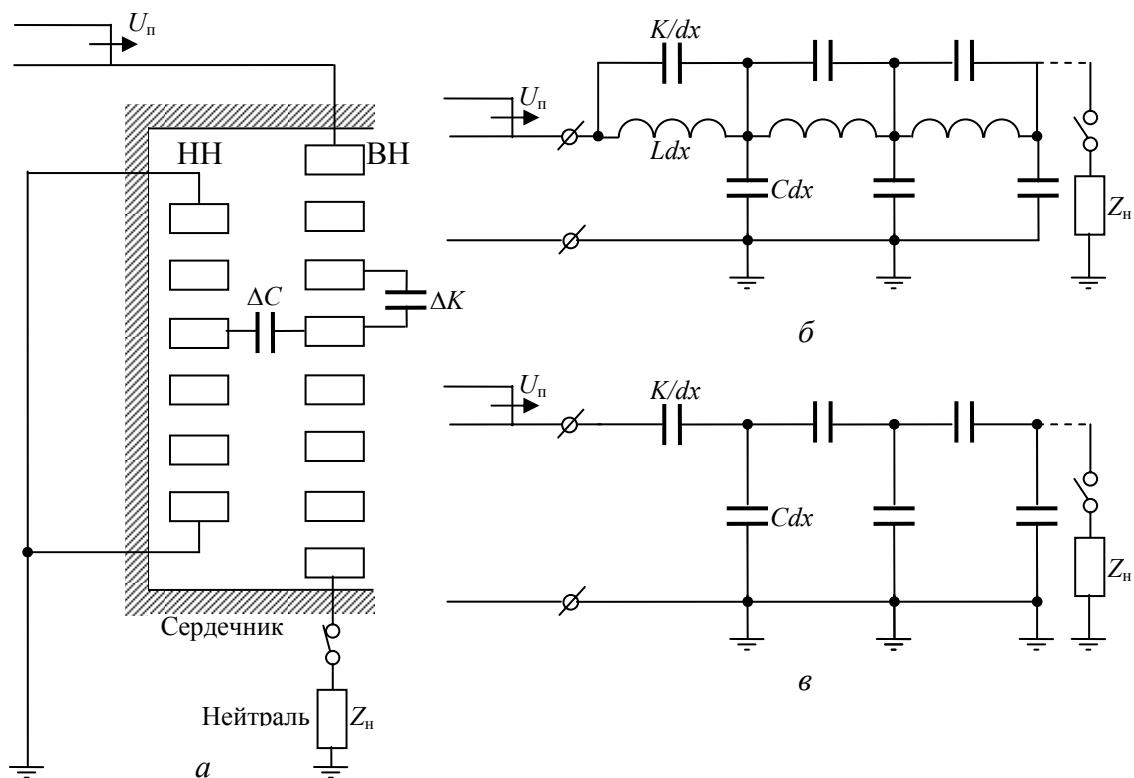 Uп
НН
ВН
ΔC
ΔK
Сердечник
Нейтраль Zн
а
Uп
K/dx
Ldx
Cdx
Zн
б
Uп
K/dx
Cdx
Zн
в